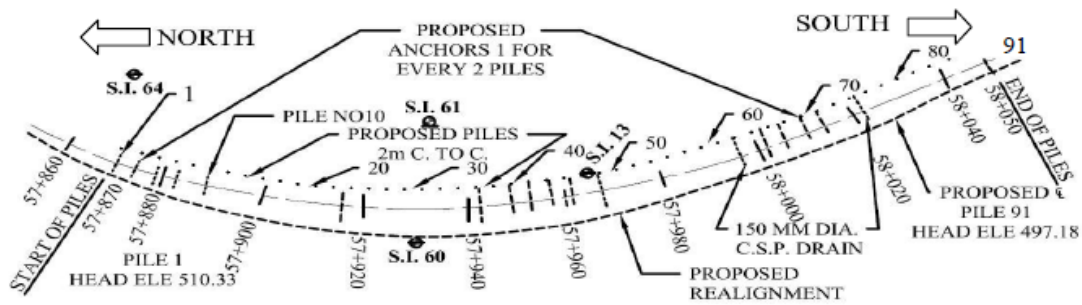 NORTH
PROPOSED
ANCHORS 1 FOR
EVERY 2 PILES
SOUTH
91
80
S.I. 64
1
S.I. 61
PILE NO10
PROPOSED PILES
2m C. TO C.
20
30
40
S.I. 13
50
60
70
57+860
START OF PILES
57+870
57+880
57+900
57+920
57+940
57+960
57+980
58+000
58+020
58+040
58+050
END OF PILES
PILE 1
HEAD ELE 510.33
S.I. 60
150 MM DIA.
C.S.P. DRAIN
PROPOSED
REALIGNMENT
PROPOSED ℄
PILE 91
HEAD ELE 497.18